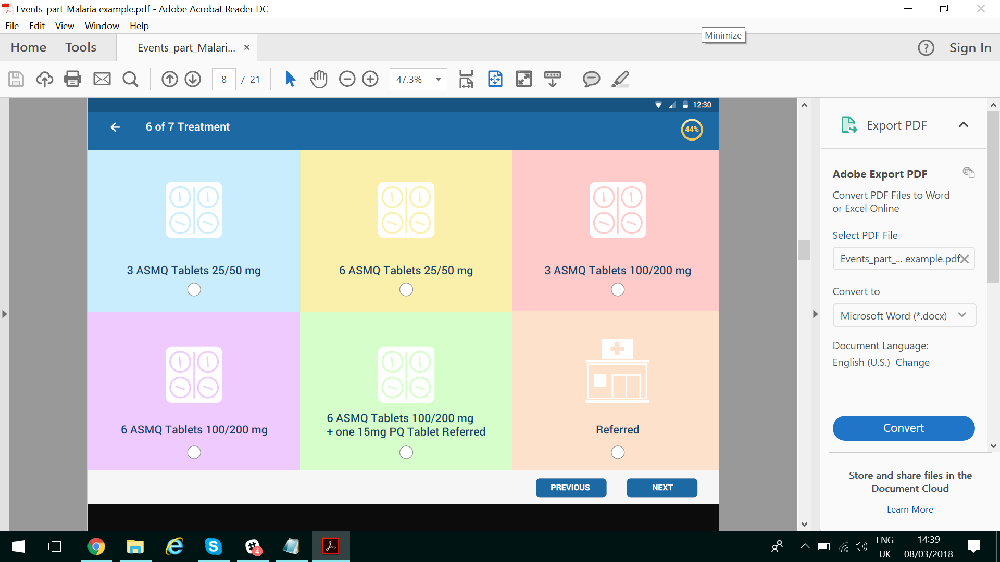 Events_part_Malaria example.pdf - Adobe Acrobat Reader DC
File Edit View Window Help
Minimize
Home Tools Events_part_Malari... Sign In
8 / 21 47.3%
12:30
6 of 7 Treatment
44%
3 ASMQ Tablets 25/50 mg
6 ASMQ Tablets 25/50 mg
3 ASMQ Tablets 100/200 mg
6 ASMQ Tablets 100/200 mg
6 ASMQ Tablets 100/200 mg
+ one 15mg PQ Tablet Referred
Referred
PREVIOUS
NEXT
Export PDF
Adobe Export PDF
Convert PDF Files to Word
or Excel Online
Select PDF File
Events_part_... example.pdf
Convert to
Microsoft Word (*.docx)
Document Language:
English (U.S.) Change
Convert
Store and share files in the
Document Cloud
Learn More
4
ENG
UK
14:39
08/03/2018